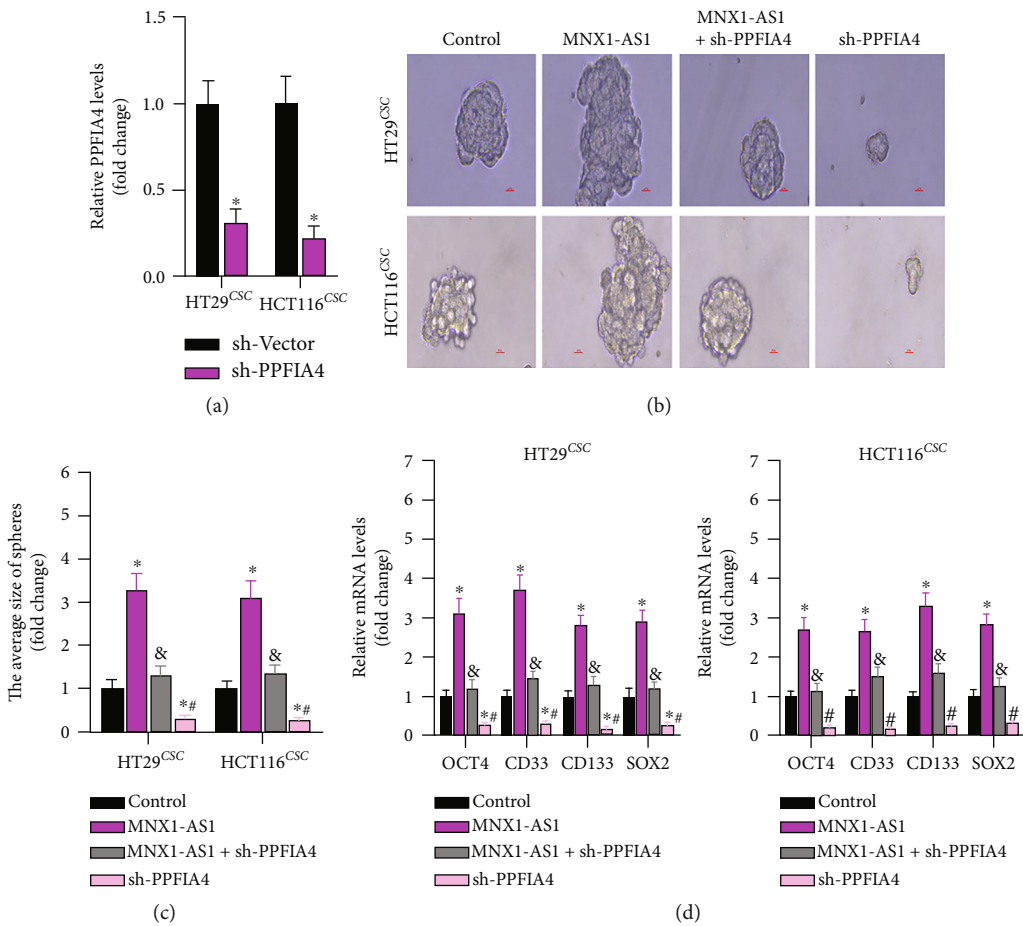 1.5
1.0
0.5
0.0
Relative PPFIA4 levels
(fold change)
*
*
HT29CSC
HCT116CSC
sh-Vector
sh-PPFIA4
(a)
Control
MNX1-AS1
MNX1-AS1
+ sh-PPFIA4
sh-PPFIA4
HT29CSC
HCT116CSC
(b)
6
5
4
3
2
1
0
The average size of spheres
(fold change)
*
&
*#
*
&
*#
HT29CSC
HCT116CSC
Control
MNX1-AS1
MNX1-AS1 + sh-PPFIA4
sh-PPFIA4
(c)
HT29CSC
7
6
5
4
3
2
1
0
Relative mRNA levels
(fold change)
*
&
*#
*
&
*#
*
&
*#
*
&
*#
OCT4
CD33
CD133
SOX2
Control
MNX1-AS1
MNX1-AS1 + sh-PPFIA4
sh-PPFIA4
HCT116CSC
7
6
5
4
3
2
1
0
Relative mRNA levels
(fold change)
*
&
#
*
&
#
*
&
#
*
&
#
OCT4
CD33
CD133
SOX2
Control
MNX1-AS1
MNX1-AS1 + sh-PPFIA4
sh-PPFIA4
(d)